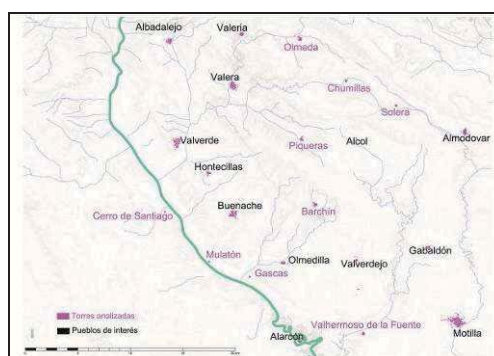 Albadalejo
Valeria
Olmeda
Valera
Chumillas
Solera
Almodovar
Valverde
Piqueras
Alcol
Hontecillas
Cerro de Santiago
Buenache
Barchín
Mulatón
Gascas
Olmedilla
Valverdejo
Gabaldón
Torres analizadas
Pueblos de interés
Alarcón
Valhermoso de la Fuente
Motilla